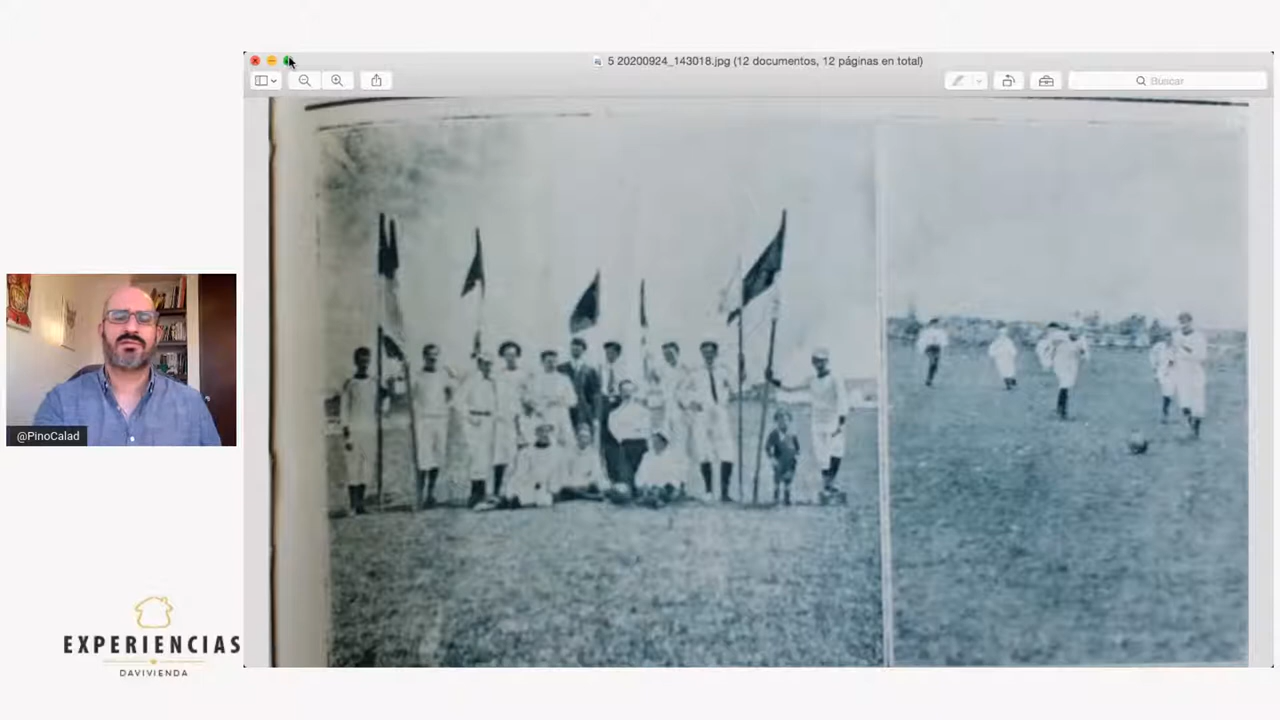 5 20200924_143018.jpg (12 documentos, 12 páginas en total)
Buscar
@PinoCalad
EXPERIENCIAS
DAVIVIENDA